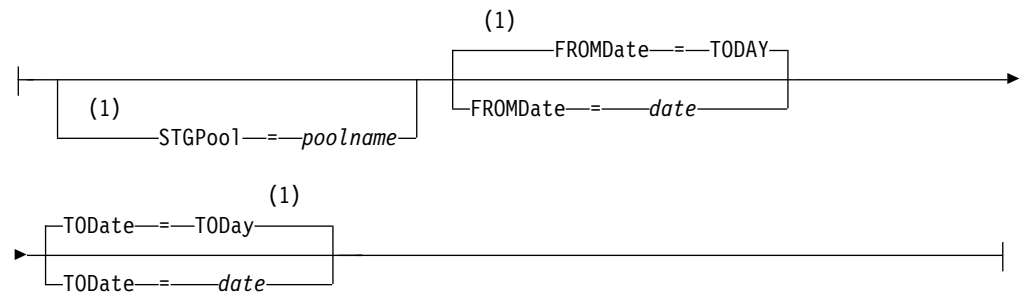 (1)
FROMDate = TODAY
FROMDate = date
(1)
STGPool = poolname
(1)
TODate = TODay
TODate = date